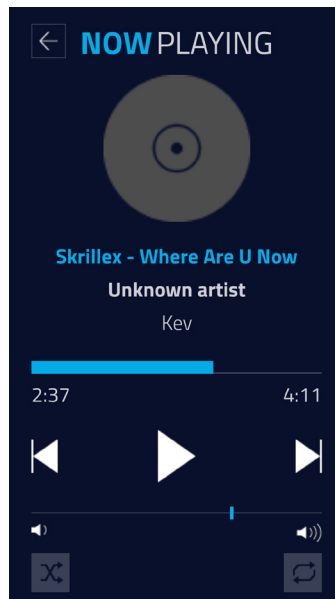 NOW PLAYING
Skrillex - Where Are U Now
Unknown artist
Kev
2:37 4:11